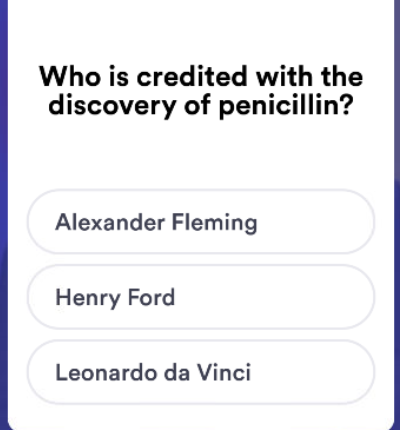 Who is credited with the
discovery of penicillin?
Alexander Fleming
Henry Ford
Leonardo da Vinci